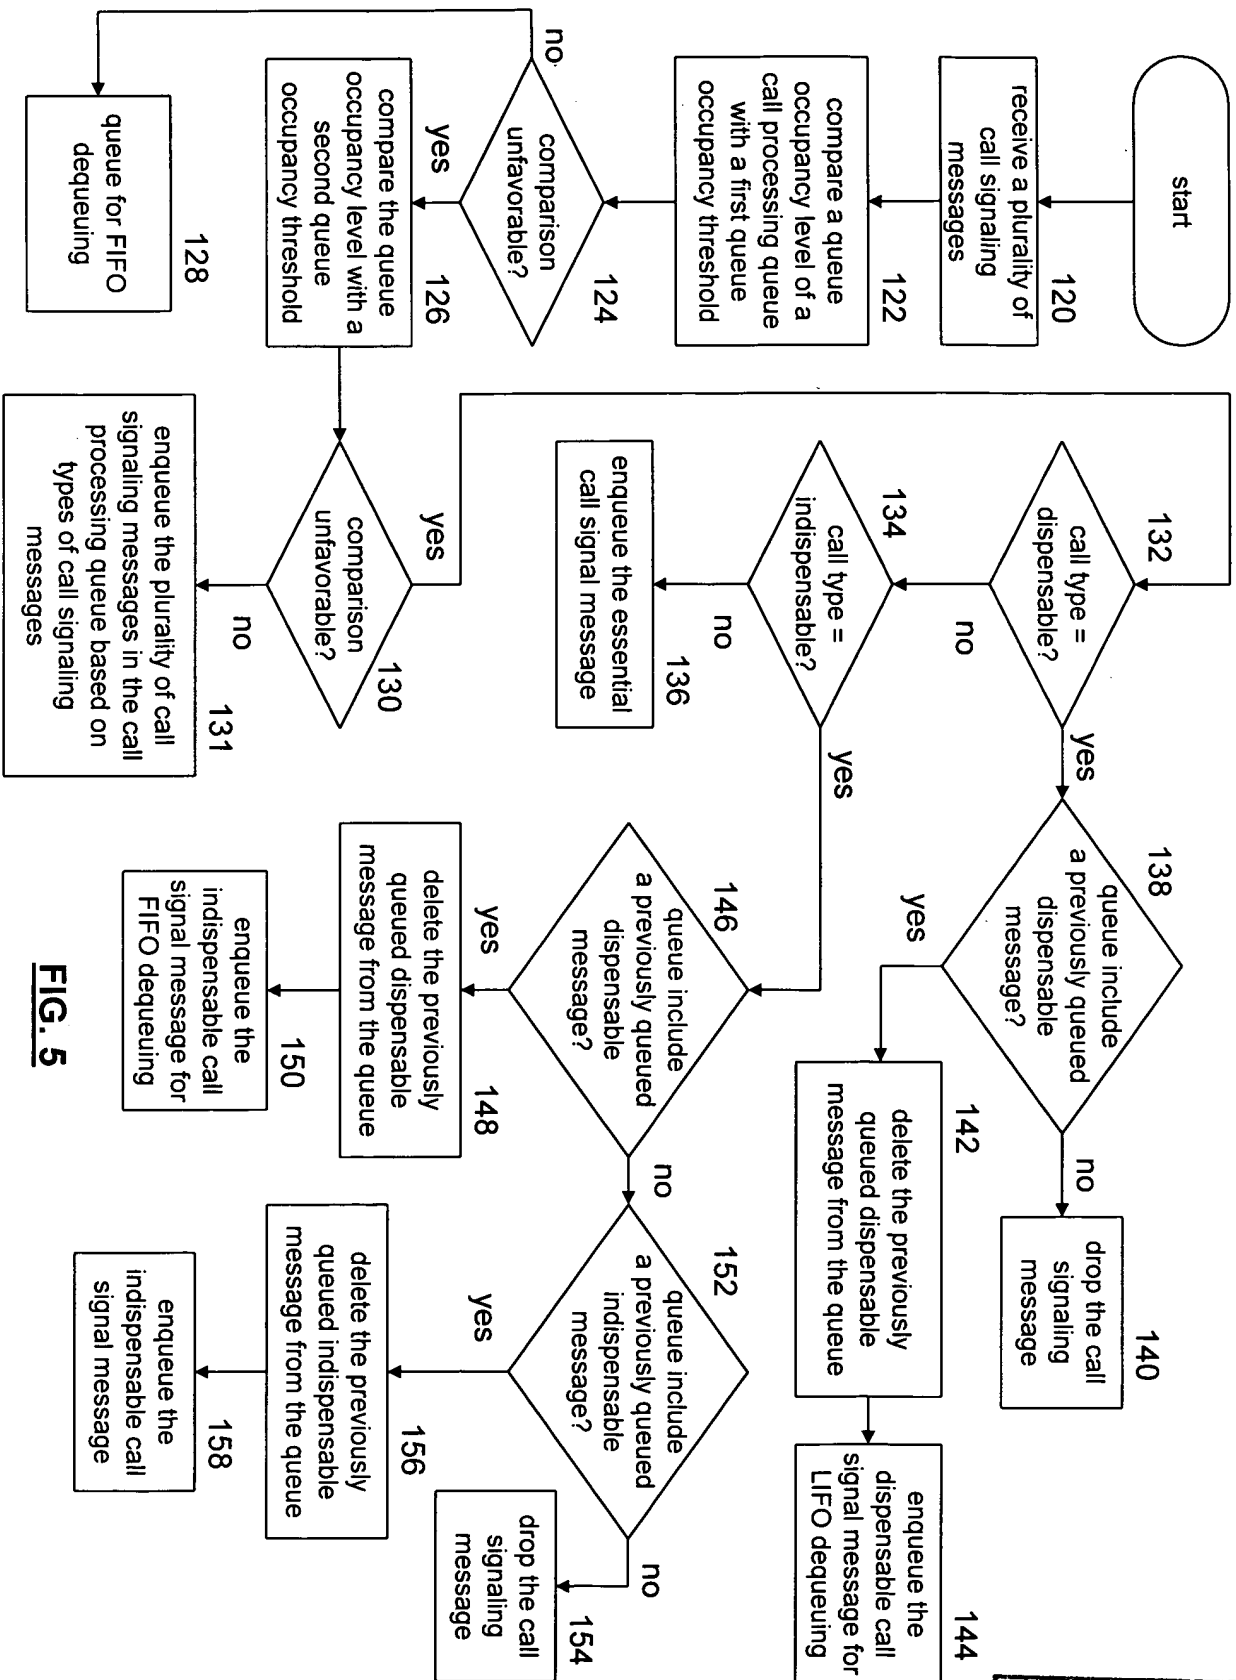 start
120
receive a plurality of
call signaling
messages
122
compare a queue
occupancy level of a
call processing queue
with a first queue
occupancy threshold
124
comparison
unfavorable?
no
yes
126
compare the queue
occupancy level with a
second queue
occupancy threshold
128
queue for FIFO
dequeuing
130
comparison
unfavorable?
yes
no
131
enqueue the plurality of call
signaling messages in the call
processing queue based on
types of call signaling
messages
132
call type =
dispensable?
yes
no
134
call type =
indispensable?
yes
no
136
enqueue the essential
call signal message
138
queue include
a previously queued
dispensable
message?
no
yes
140
drop the call
signaling
message
142
delete the previously
queued dispensable
message from the queue
144
enqueue the
dispensable call
signal message for
LIFO dequeuing
146
queue include
a previously queued
dispensable
message?
yes
no
148
delete the previously
queued dispensable
message from the queue
150
enqueue the
indispensable call
signal message for
FIFO dequeuing
152
queue include
a previously queued
indispensable
message?
yes
no
154
drop the call
signaling
message
156
delete the previously
queued indispensable
message from the queue
158
enqueue the
indispensable call
signal message
FIG. 5